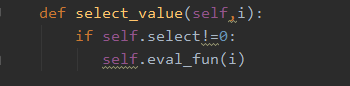 def select_value(self,i):
if self.select!=0:
self.eval_fun(i)